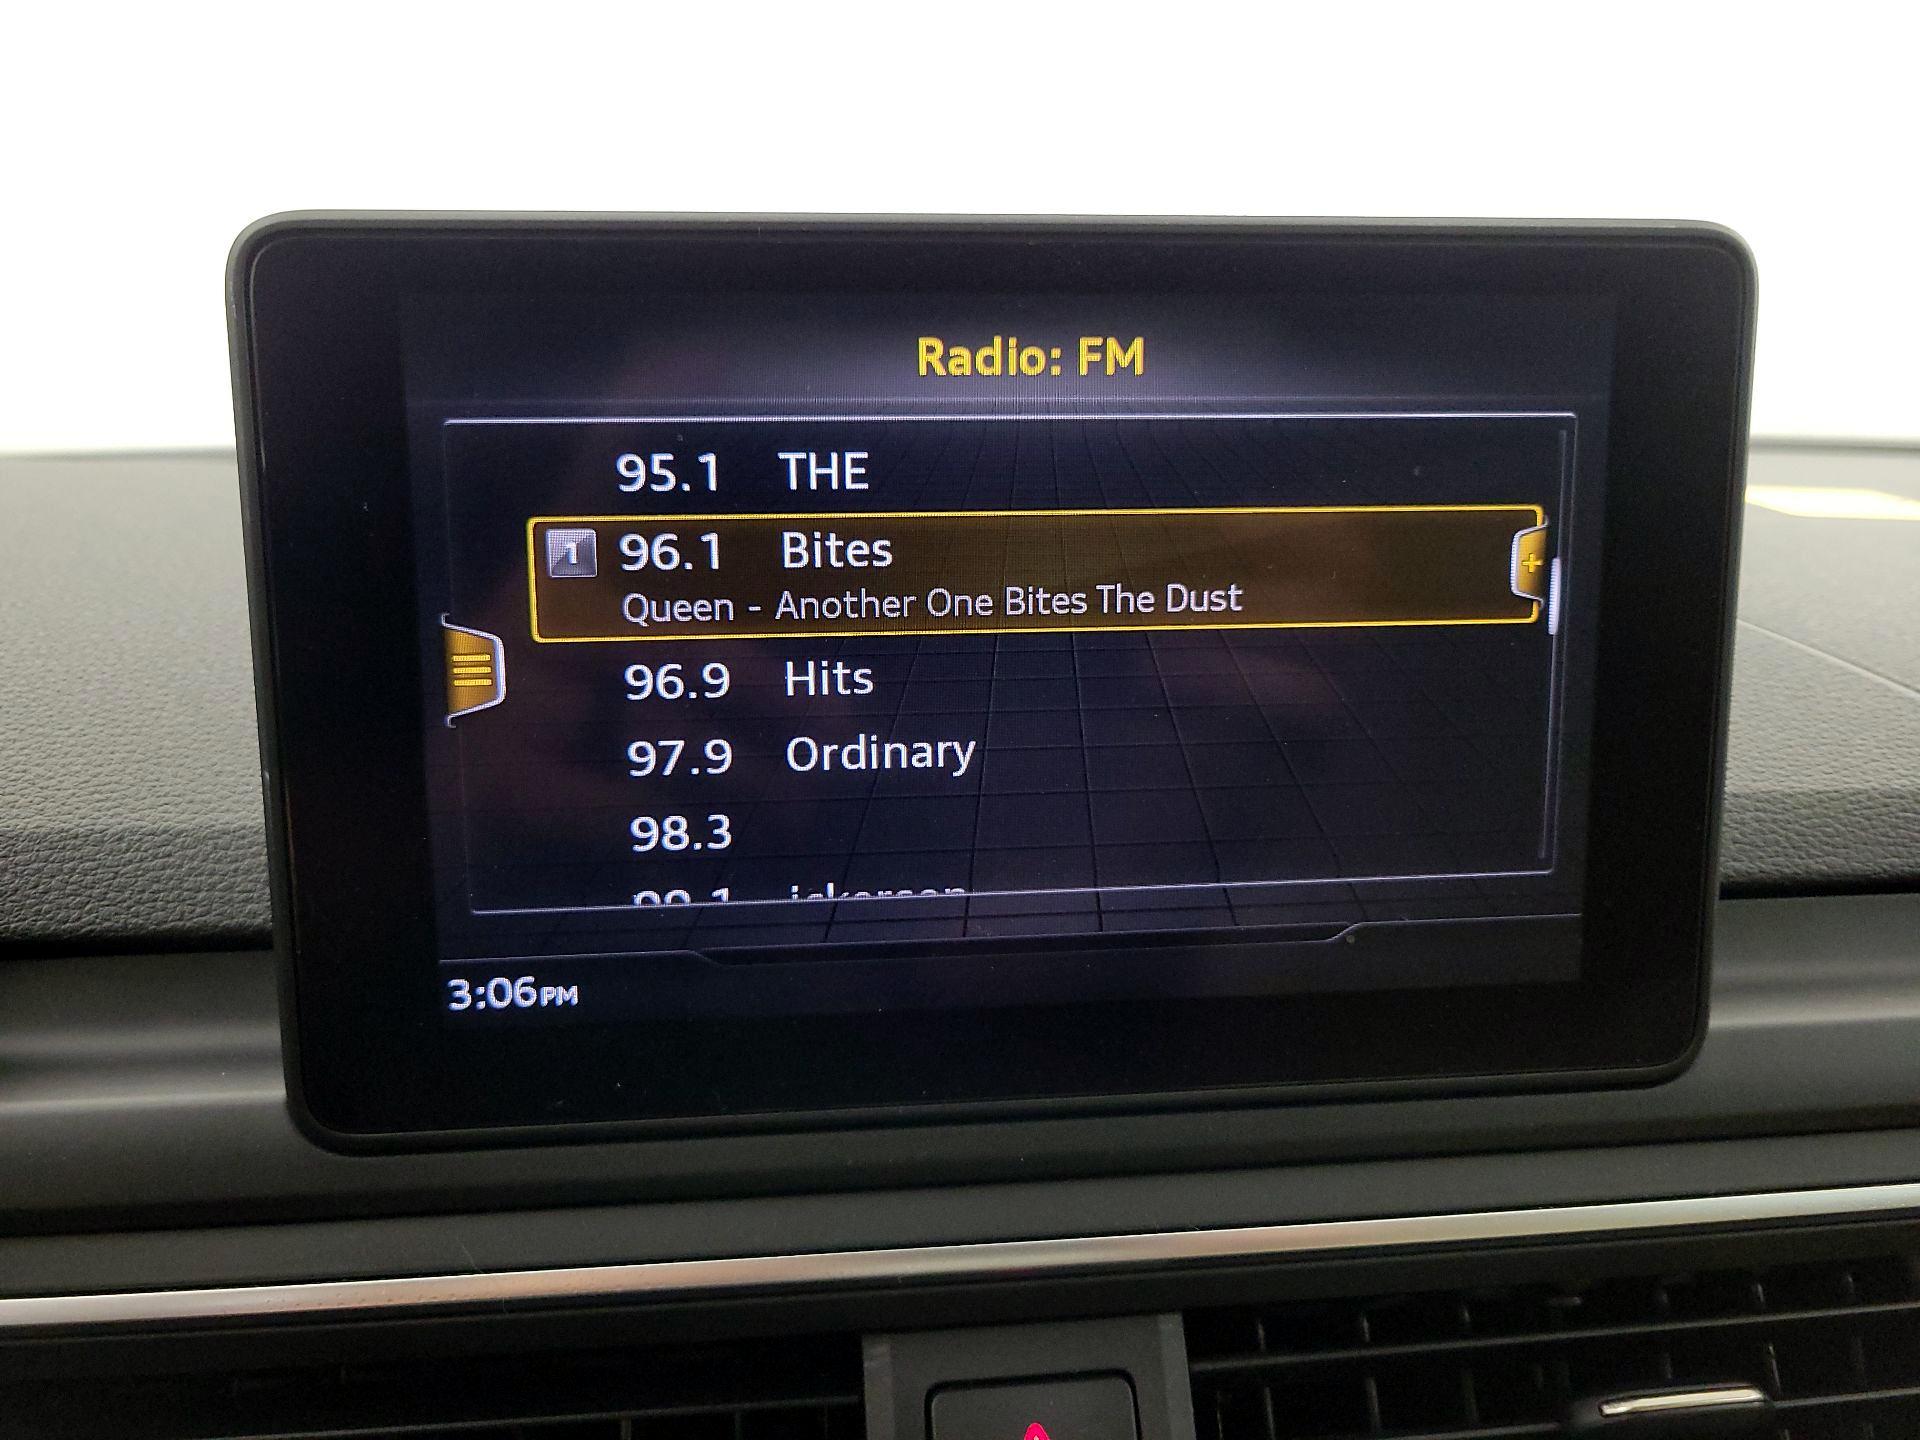 Radio: FM
95.1 THE
1 96.1 Bites
Queen - Another One Bites The Dust
96.9 Hits
97.9 Ordinary
98.3
3:06PM